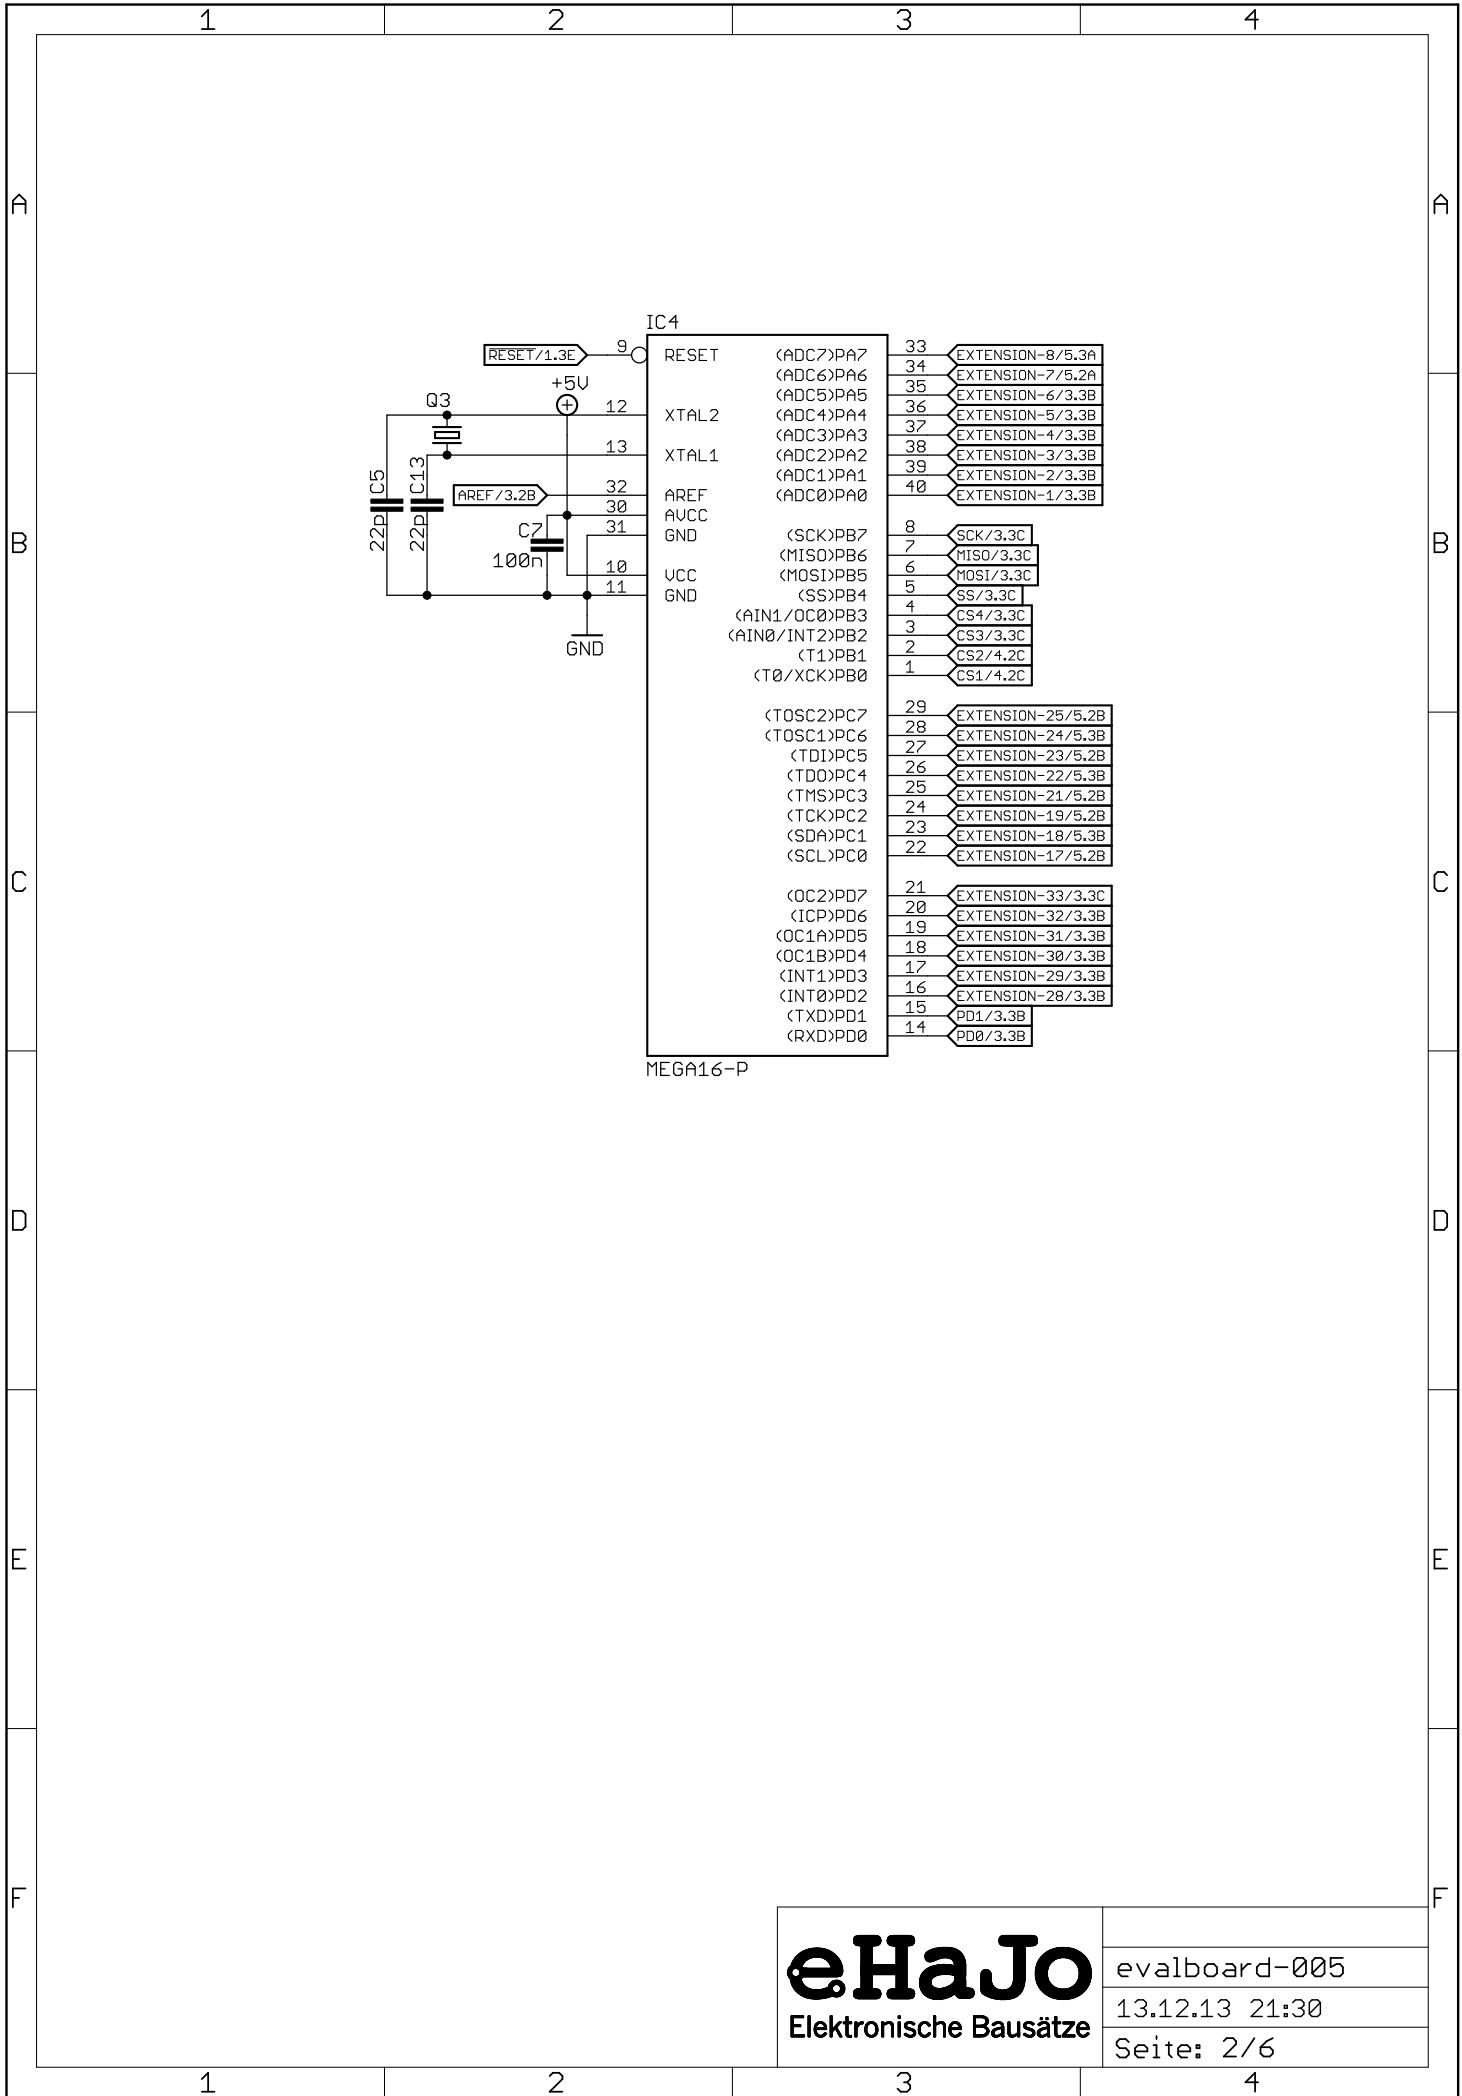 1 2 3 4
A A
IC4
RESET/1.3E 9 RESET (ADC7)PA7 33 EXTENSION-8/5.3A
(ADC6)PA6 34 EXTENSION-7/5.2A
+5V (ADC5)PA5 35 EXTENSION-6/3.3B
Q3 12 XTAL2 (ADC4)PA4 36 EXTENSION-5/3.3B
(ADC3)PA3 37 EXTENSION-4/3.3B
13 XTAL1 (ADC2)PA2 38 EXTENSION-3/3.3B
(ADC1)PA1 39 EXTENSION-2/3.3B
C5 C13 AREF/3.2B 32 AREF (ADC0)PA0 40 EXTENSION-1/3.3B
30 AVCC
22p 22p C7 31 GND (SCK)PB7 8 SCK/3.3C
B B
100n (MISO)PB6 7 MISO/3.3C
10 VCC (MOSI)PB5 6 MOSI/3.3C
11 GND (SS)PB4 5 SS/3.3C
(AIN1/OC0)PB3 4 CS4/3.3C
GND (AIN0/INT2)PB2 3 CS3/3.3C
(T1)PB1 2 CS2/4.2C
(T0/XCK)PB0 1 CS1/4.2C
(TOSC2)PC7 29 EXTENSION-25/5.2B
(TOSC1)PC6 28 EXTENSION-24/5.3B
(TDI)PC5 27 EXTENSION-23/5.2B
(TDO)PC4 26 EXTENSION-22/5.3B
(TMS)PC3 25 EXTENSION-21/5.2B
(TCK)PC2 24 EXTENSION-19/5.2B
(SDA)PC1 23 EXTENSION-18/5.3B
(SCL)PC0 22 EXTENSION-17/5.2B
C C
(OC2)PD7 21 EXTENSION-33/3.3C
(ICP)PD6 20 EXTENSION-32/3.3B
(OC1A)PD5 19 EXTENSION-31/3.3B
(OC1B)PD4 18 EXTENSION-30/3.3B
(INT1)PD3 17 EXTENSION-29/3.3B
(INT0)PD2 16 EXTENSION-28/3.3B
(TXD)PD1 15 PD1/3.3B
(RXD)PD0 14 PD0/3.3B
MEGA16-P
D D
E E
F F
eHaJo
Elektronische Bausätze
evalboard-005
13.12.13 21:30
Seite: 2/6
1 2 3 4